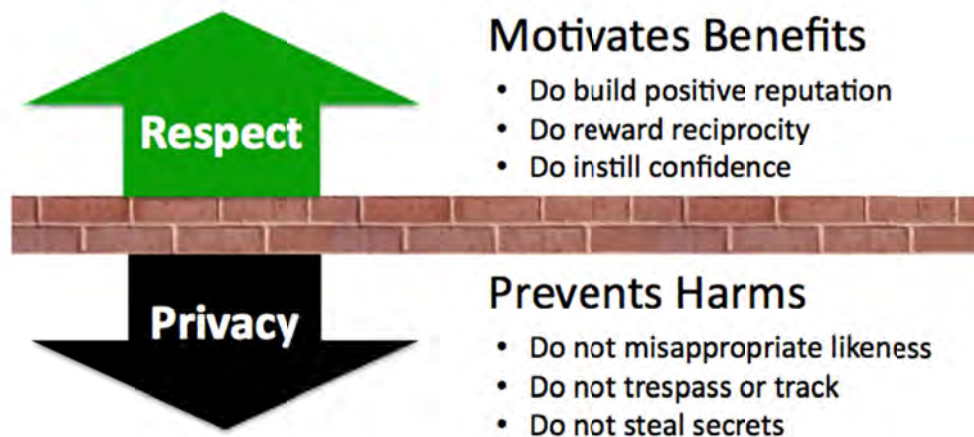 Respect
Motivates Benefits
• Do build positive reputation
• Do reward reciprocity
• Do instill confidence
Privacy
Prevents Harms
• Do not misappropriate likeness
• Do not trespass or track
• Do not steal secrets